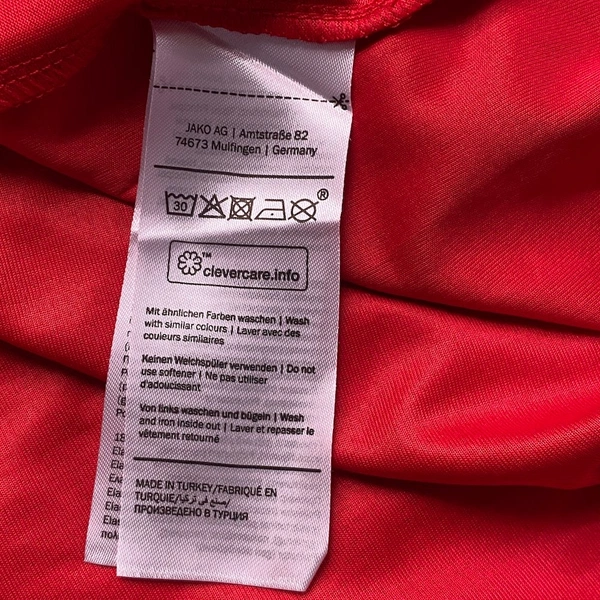 JAKO AG | Amtstraße 82
74673 Mulfingen | Germany
30
®
™
clevercare.info
Mit ähnlichen Farben waschen | Wash
with similar colours | Laver avec des
couleurs similaires
Keinen Weichspüler verwenden | Do not
use softener | Ne pas utiliser
d'adoucissant
Von links waschen und bügeln | Wash
and iron inside out | Laver et repasser le
vêtement retourné
MADE IN TURKEY/FABRIQUÉ EN
TURQUIE/يصنع في تركيا/
ПРОИЗВЕДЕНО В ТУРЦИЯ